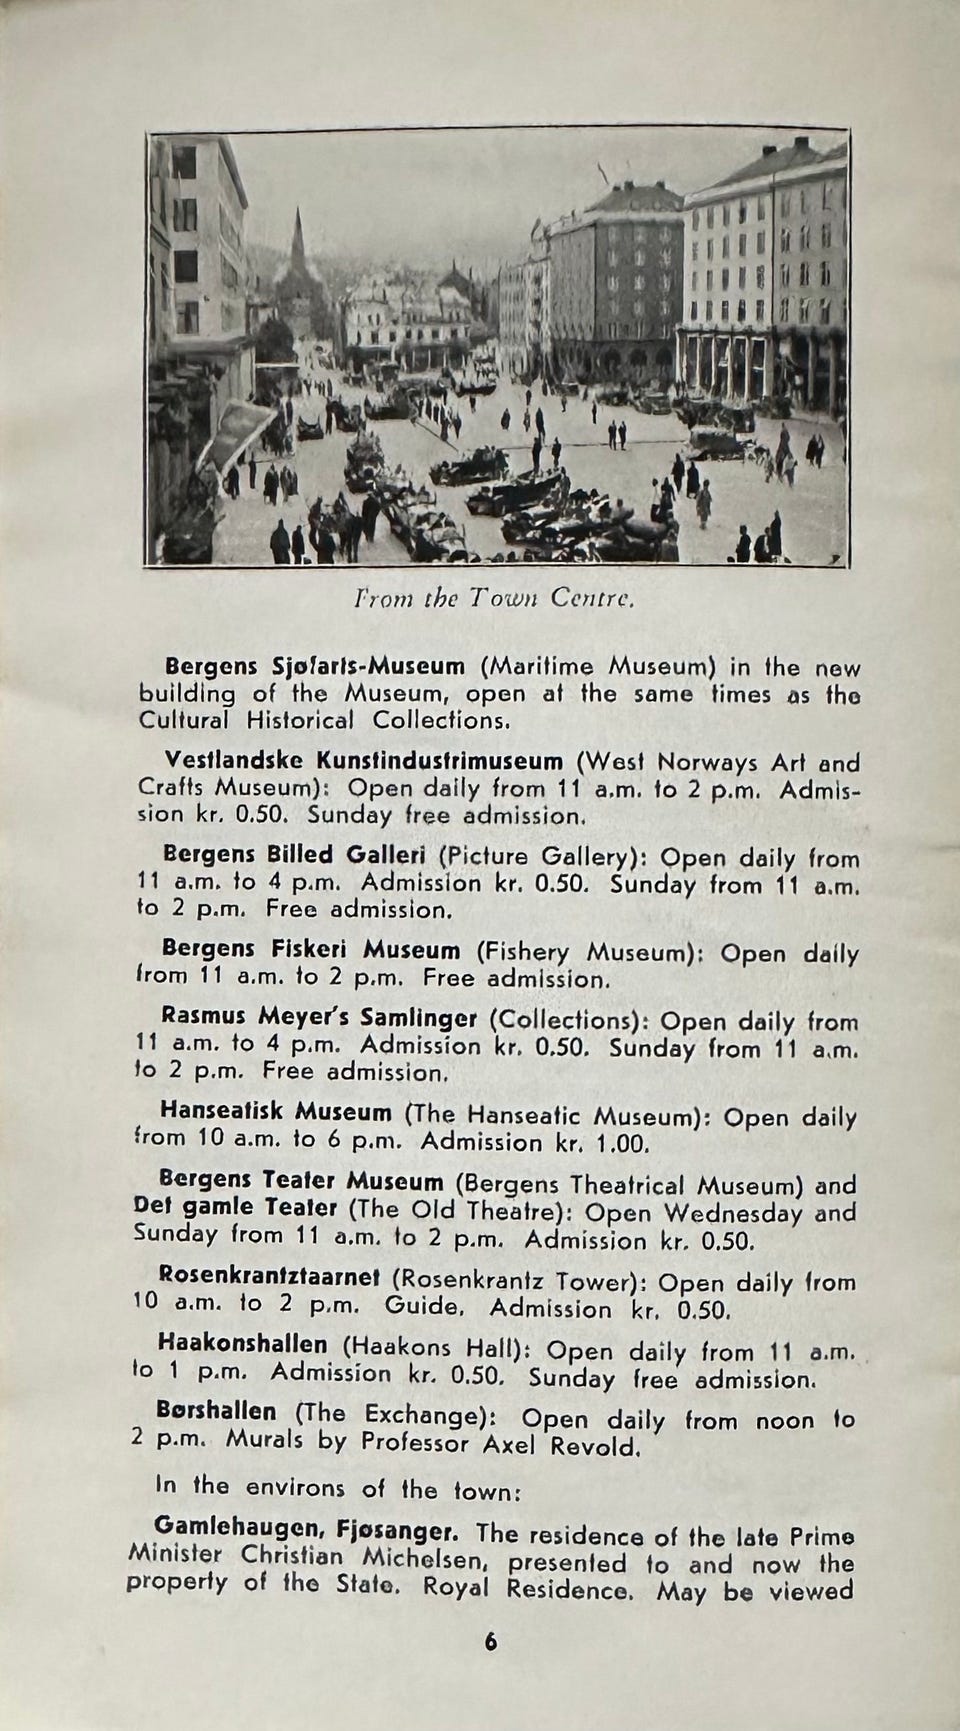 From the Town Centre.
Bergens Sjøfarts-Museum (Maritime Museum) in the new
building of the Museum, open at the same times as the
Cultural Historical Collections.
Vestlandske Kunstindustrimuseum (West Norways Art and
Crafts Museum): Open daily from 11 a.m. to 2 p.m. Admis-
sion kr. 0.50. Sunday free admission.
Bergens Billed Galleri (Picture Gallery): Open daily from
11 a.m. to 4 p.m. Admission kr. 0.50. Sunday from 11 a.m.
to 2 p.m. Free admission.
Bergens Fiskeri Museum (Fishery Museum): Open daily
from 11 a.m. to 2 p.m. Free admission.
Rasmus Meyer's Samlinger (Collections): Open daily from
11 a.m. to 4 p.m. Admission kr. 0.50. Sunday from 11 a.m.
to 2 p.m. Free admission.
Hanseatisk Museum (The Hanseatic Museum): Open daily
from 10 a.m. to 6 p.m. Admission kr. 1.00.
Bergens Teater Museum (Bergens Theatrical Museum) and
Det gamle Teater (The Old Theatre): Open Wednesday and
Sunday from 11 a.m. to 2 p.m. Admission kr. 0.50.
Rosenkrantztaarnet (Rosenkrantz Tower): Open daily from
10 a.m. to 2 p.m. Guide. Admission kr. 0.50.
Haakonshallen (Haakons Hall): Open daily from 11 a.m.
to 1 p.m. Admission kr. 0.50. Sunday free admission.
Børshallen (The Exchange): Open daily from noon to
2 p.m. Murals by Professor Axel Revold.
In the environs of the town:
Gamlehaugen, Fjøsanger. The residence of the late Prime
Minister Christian Michelsen, presented to and now the
property of the State. Royal Residence. May be viewed
6